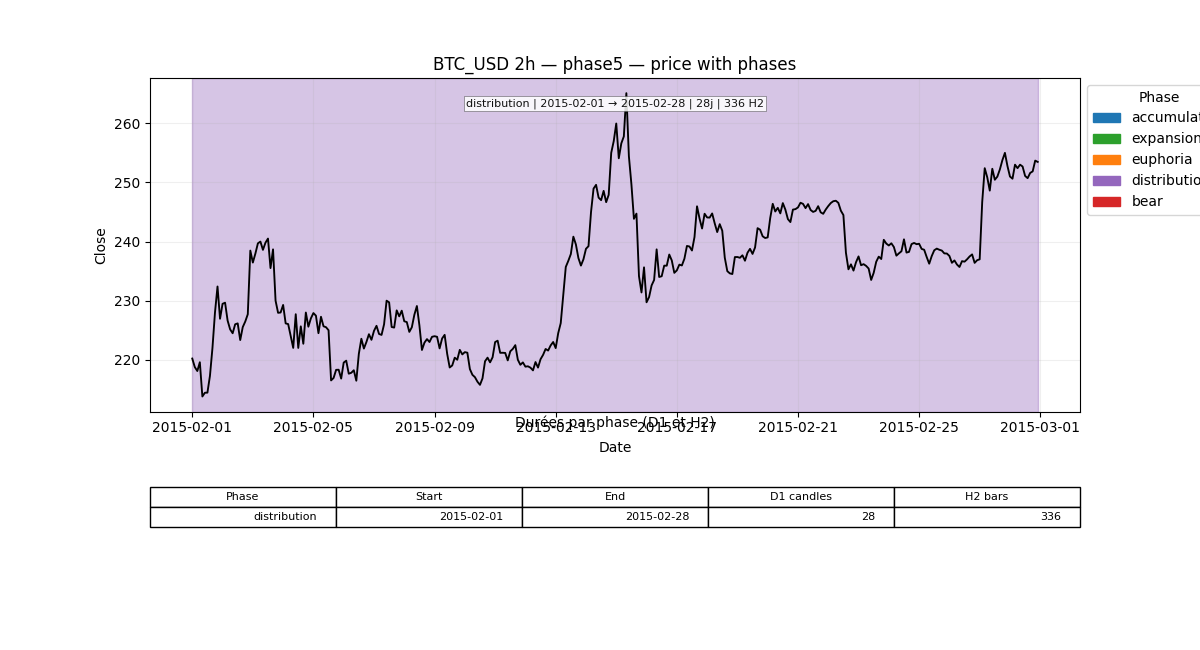 BTC_USD 2h — phase5 — price with phases
distribution | 2015-02-01 → 2015-02-28 | 28j | 336 H2
Phase
accumulat
expansion
euphoria
distributio
bear
260
250
240
230
220
Close
2015-02-01 2015-02-05 2015-02-09 2015-02-13 2015-02-17 2015-02-21 2015-02-25 2015-03-01
Durées par phase (D1 et H2)
Date
Phase Start End D1 candles H2 bars
distribution 2015-02-01 2015-02-28 28 336